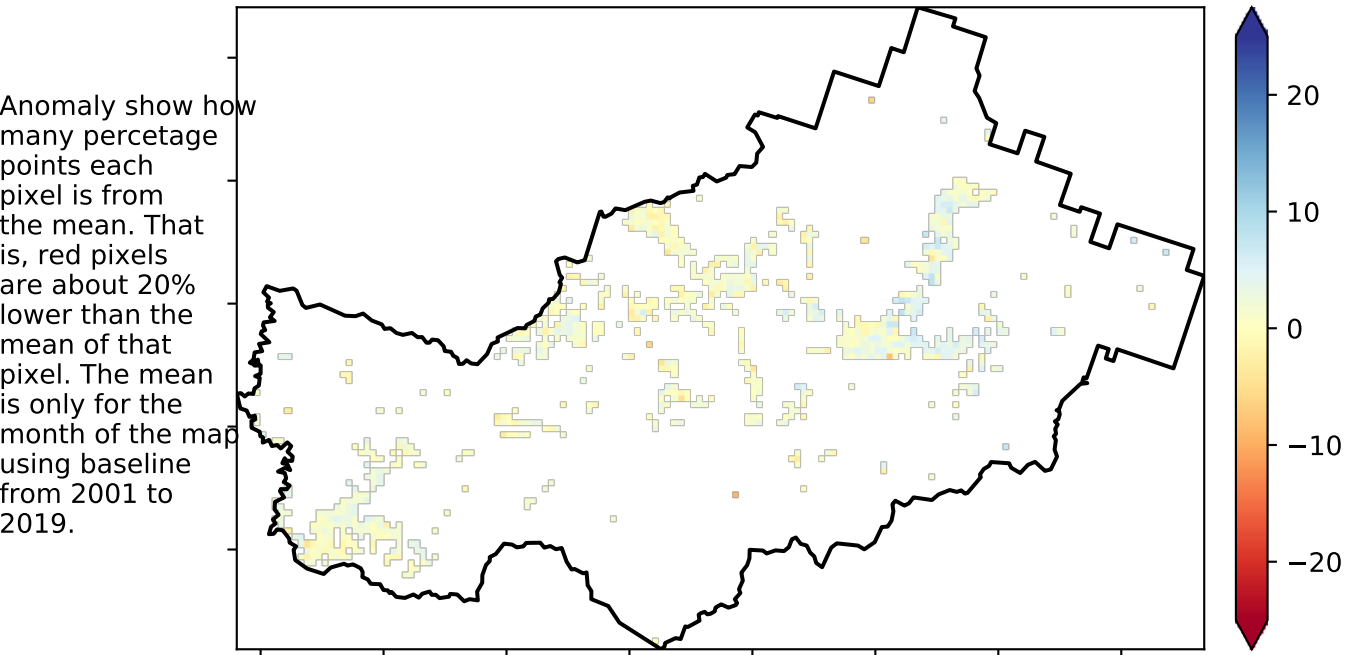 Anomaly show how
many percetage
points each
pixel is from
the mean. That
is, red pixels
are about 20%
lower than the
mean of that
pixel. The mean
is only for the
month of the map
using baseline
from 2001 to
2019.
20
10
0
−10
−20